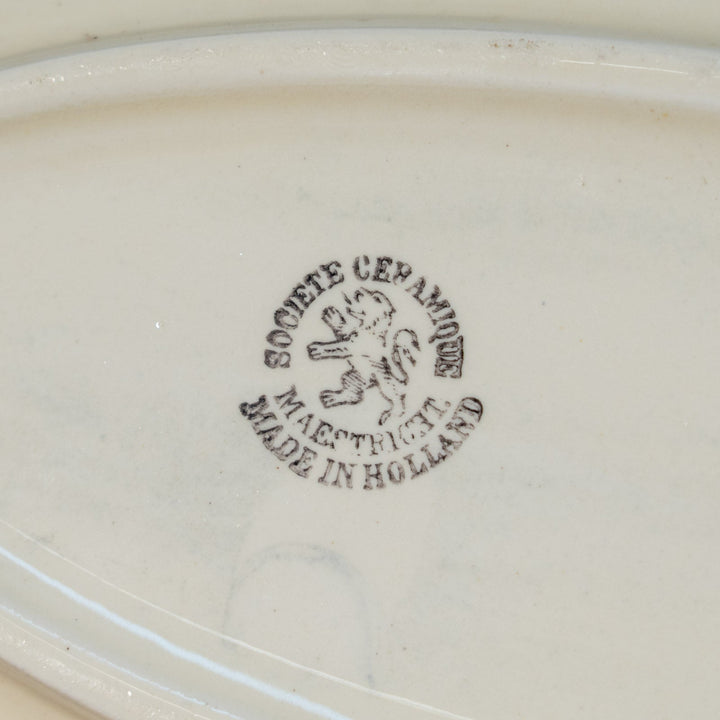 SOCIETE CERAMIQUE
MAESTRICHT.
MADE IN HOLLAND